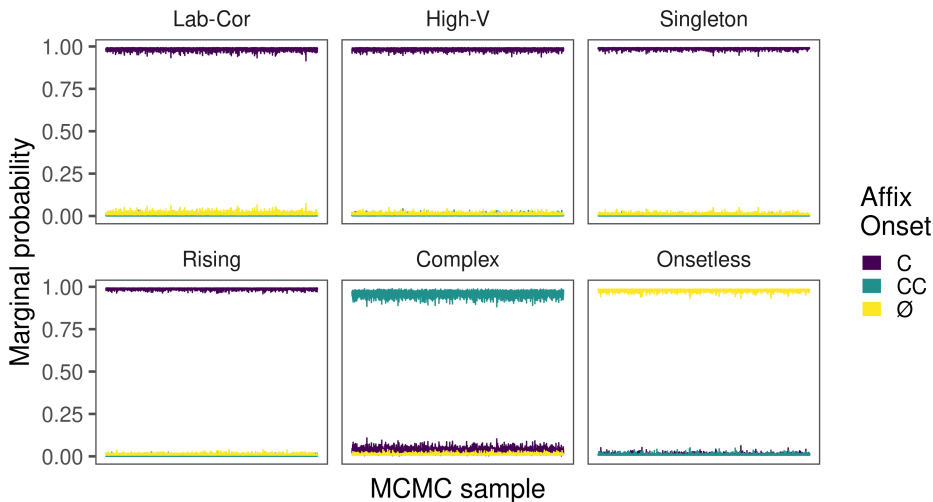 Lab-Cor High-V Singleton
1.00
0.75
0.50
0.25
0.00
Rising Complex Onsetless
1.00
0.75
0.50
0.25
0.00
Marginal probability
MCMC sample
Affix
Onset
C
CC
Ø